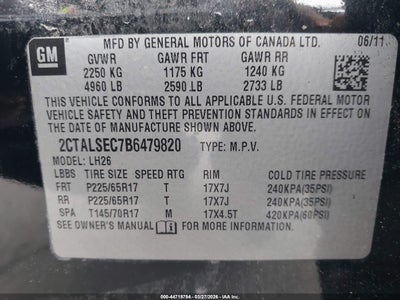 GM
MFD BY GENERAL MOTORS OF CANADA LTD. 06/11
GVWR GAWR FRT GAWR RR
2250 KG 1175 KG 1240 KG
4960 LB 2590 LB 2733 LB
THIS VEHICLE CONFORMS TO ALL APPLICABLE U.S. FEDERAL MOTOR
VEHICLE SAFETY AND THEFT PREVENTION STANDARDS IN EFFECT ON
THE DATE OF MANUFACTURE SHOWN ABOVE.
2CTALSEC7B6479820 TYPE: M.P.V.
MODEL: LH26
LBBS TIRE SIZE SPEED RTG RIM COLD TIRE PRESSURE
FRT P225/65R17 T 17X7J 240KPA(35PSI)
RR P225/65R17 T 17X7J 240KPA(35PSI)
SPA T145/70R17 M 17X4.5T 420KPA(60PSI)
SEE OWNER'S MANUAL FOR MORE INFORMATION.
000-44718784 - 03/27/2026 - IAAI.com